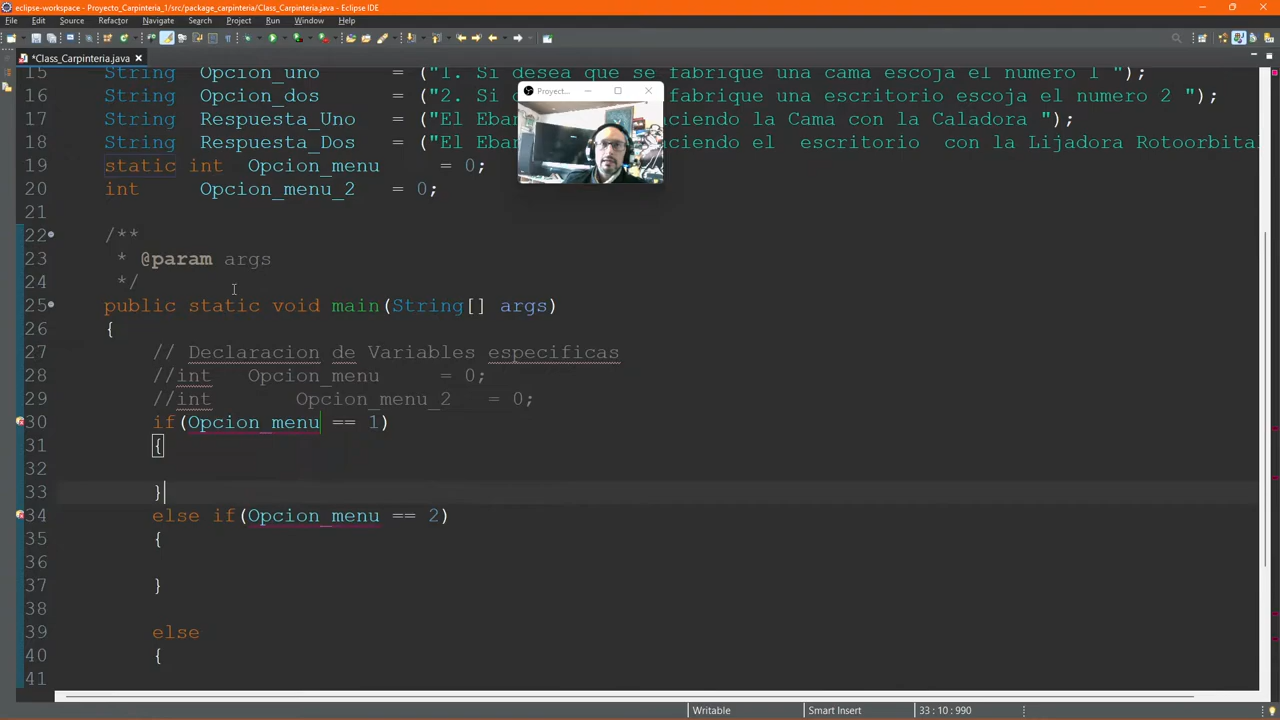 eclipse-workspace - Proyecto_Carpinteria_1/src/package_carpinteria/Class_Carpinteria.java - Eclipse IDE
File Edit Source Refactor Navigate Search Project Run Window Help
*Class_Carpinteria.java
15 String Opcion_uno = ("1. Si desea que se fabrique una cama escoja el numero 1 ");
Proyect...
16 String Opcion_dos = ("2. Si fabrique un escritorio escoja el numero 2 ");
17 String Respuesta_Uno = ("El Eban aciendo la Cama con la Caladora ");
18 String Respuesta_Dos = ("El Eban aciendo el escritorio con la Lijadora Rotoorbital
19 static int Opcion_menu = 0;
20 int Opcion_menu_2 = 0;
21
22 /**
23 * @param args
24 */
25 public static void main(String[] args)
26 {
27 // Declaracion de Variables especificas
28 //int Opcion_menu = 0;
29 //int Opcion_menu_2 = 0;
30 if(Opcion_menu == 1)
31 {
32
33 }
34 else if(Opcion_menu == 2)
35 {
36
37 }
38
39 else
40 {
41
Writable Smart Insert 33 : 10 : 990